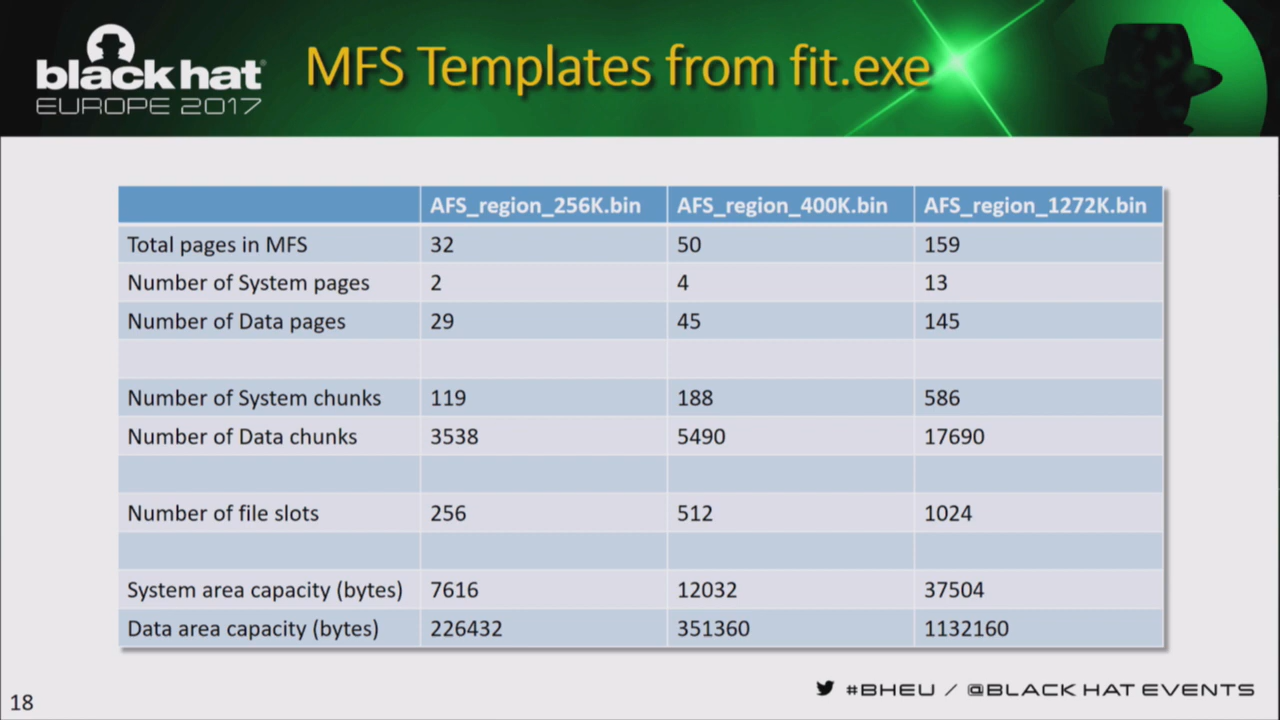 black hat
EUROPE 2017
MFS Templates from fit.exe
AFS_region_256K.bin AFS_region_400K.bin AFS_region_1272K.bin
Total pages in MFS 32 50 159
Number of System pages 2 4 13
Number of Data pages 29 45 145
Number of System chunks 119 188 586
Number of Data chunks 3538 5490 17690
Number of file slots 256 512 1024
System area capacity (bytes) 7616 12032 37504
Data area capacity (bytes) 226432 351360 1132160
18
#BHEU / @BLACK HAT EVENTS